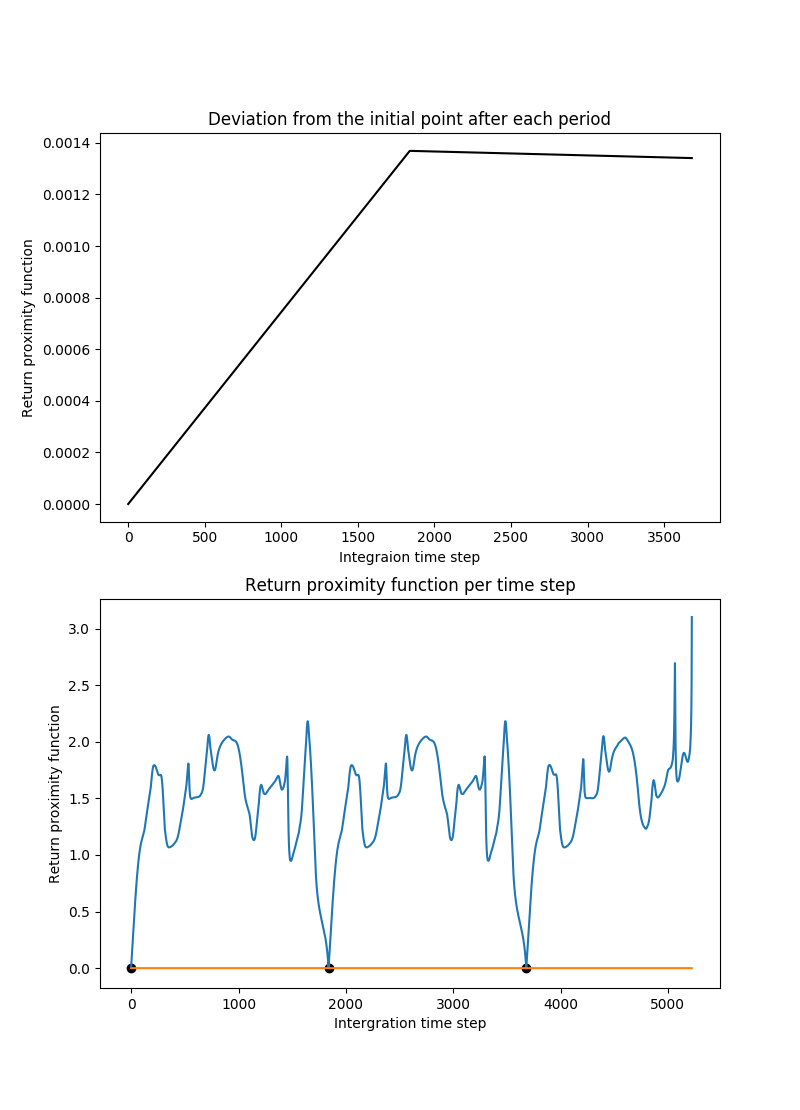 Deviation from the initial point after each period
Return proximity function
0.0014
0.0012
0.0010
0.0008
0.0006
0.0004
0.0002
0.0000
0 500 1000 1500 2000 2500 3000 3500
Integraion time step
Return proximity function per time step
Return proximity function
3.0
2.5
2.0
1.5
1.0
0.5
0.0
0 1000 2000 3000 4000 5000
Intergration time step